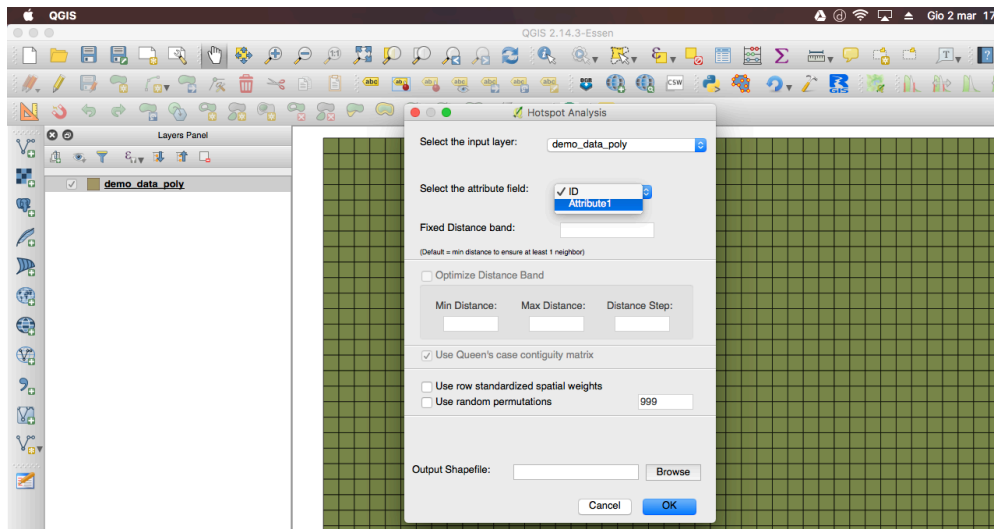 QGIS
Gio 2 mar 17
QGIS 2.14.3-Essen
Layers Panel
demo_data_poly
Hotspot Analysis
Select the input layer:
demo_data_poly
Select the attribute field:
ID
Attribute1
Fixed Distance band:
(Default = min distance to ensure at least 1 neighbor)
Optimize Distance Band
Min Distance: Max Distance: Distance Step:
Use Queen's case contiguity matrix
Use row standardized spatial weights
Use random permutations 999
Output Shapefile: Browse
Cancel OK